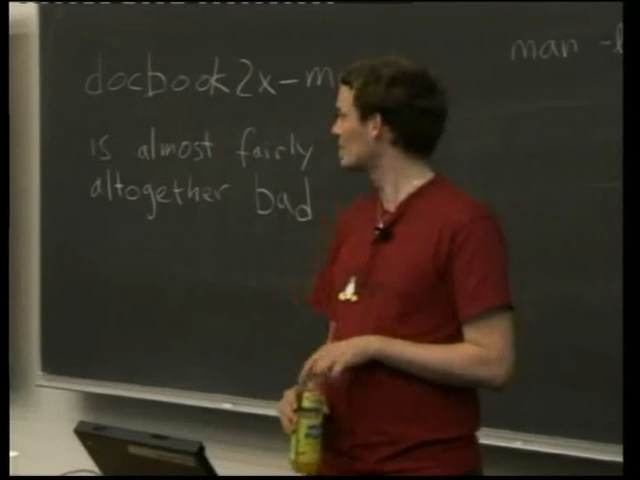 docbook2x-m
man -l
is almost fairly
altogether bad